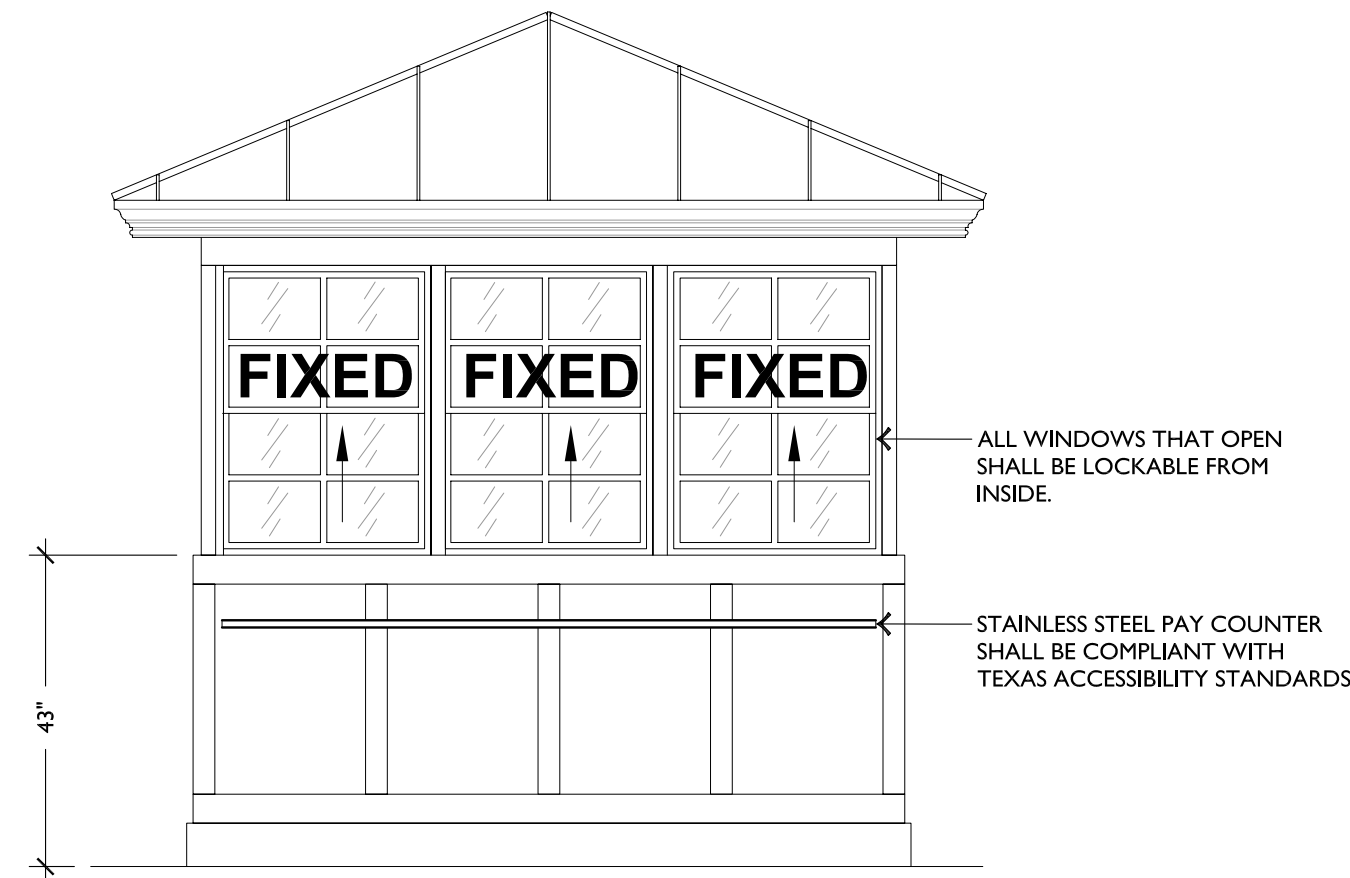 FIXED FIXED FIXED
ALL WINDOWS THAT OPEN
SHALL BE LOCKABLE FROM
INSIDE.
STAINLESS STEEL PAY COUNTER
SHALL BE COMPLIANT WITH
TEXAS ACCESSIBILITY STANDARDS
43"